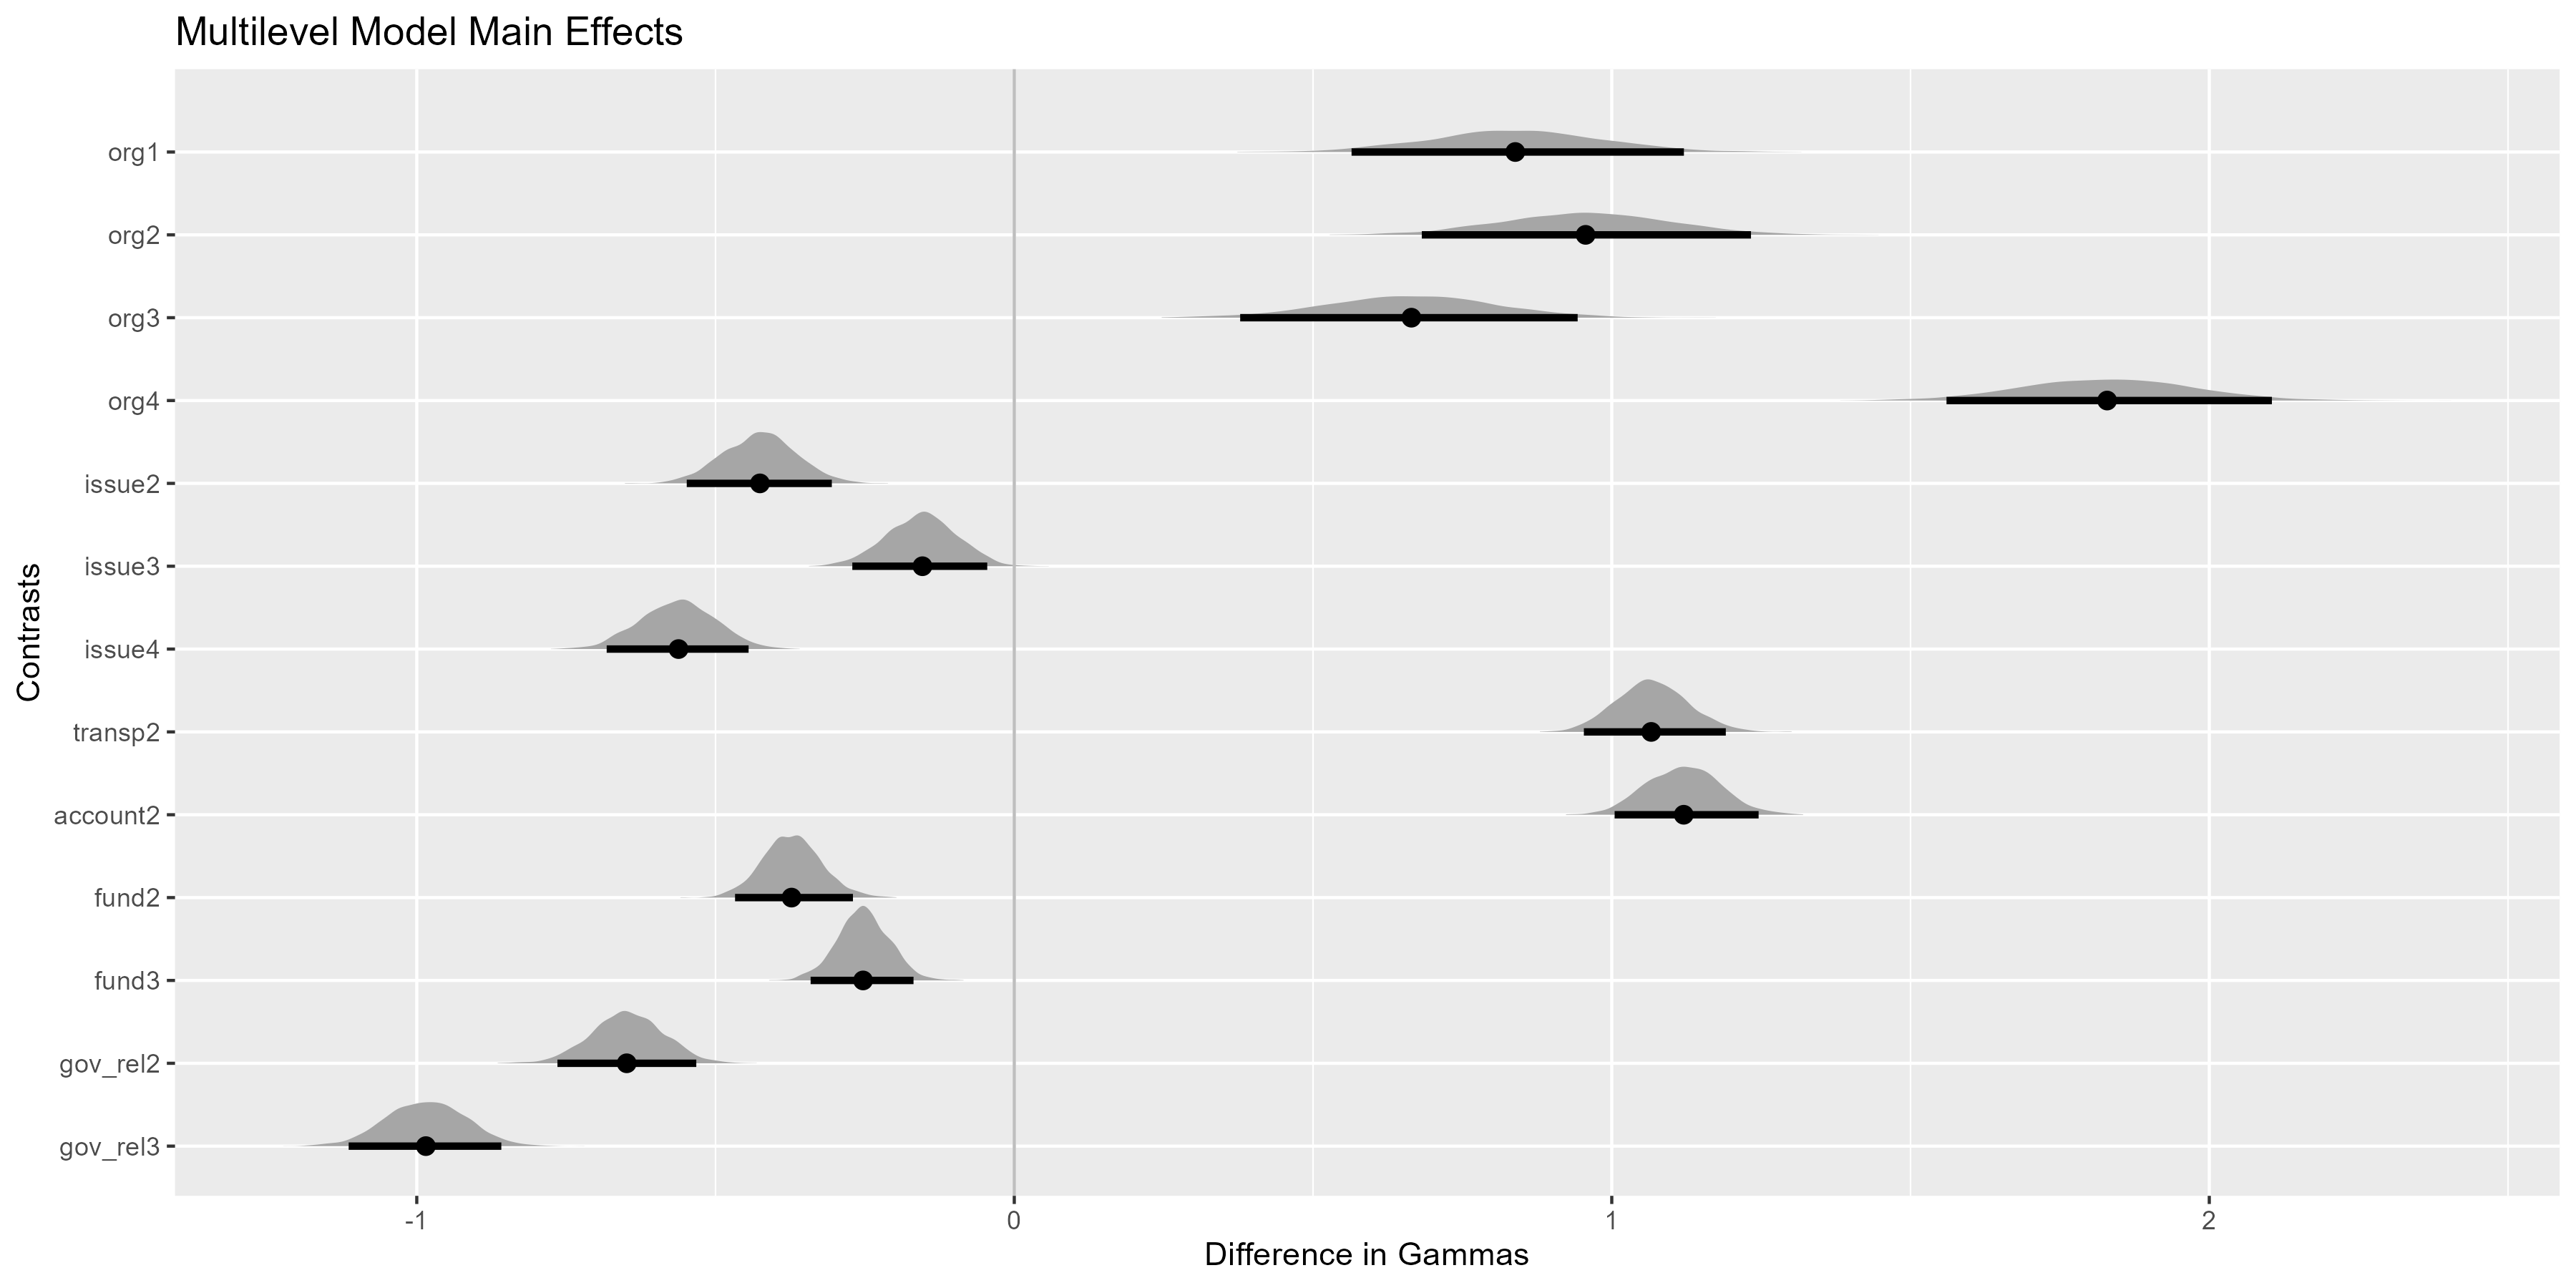 Multilevel Model Main Effects
Contrasts
org1
org2
org3
org4
issue2
issue3
issue4
transp2
account2
fund2
fund3
gov_rel2
gov_rel3
-1 0 1 2
Difference in Gammas